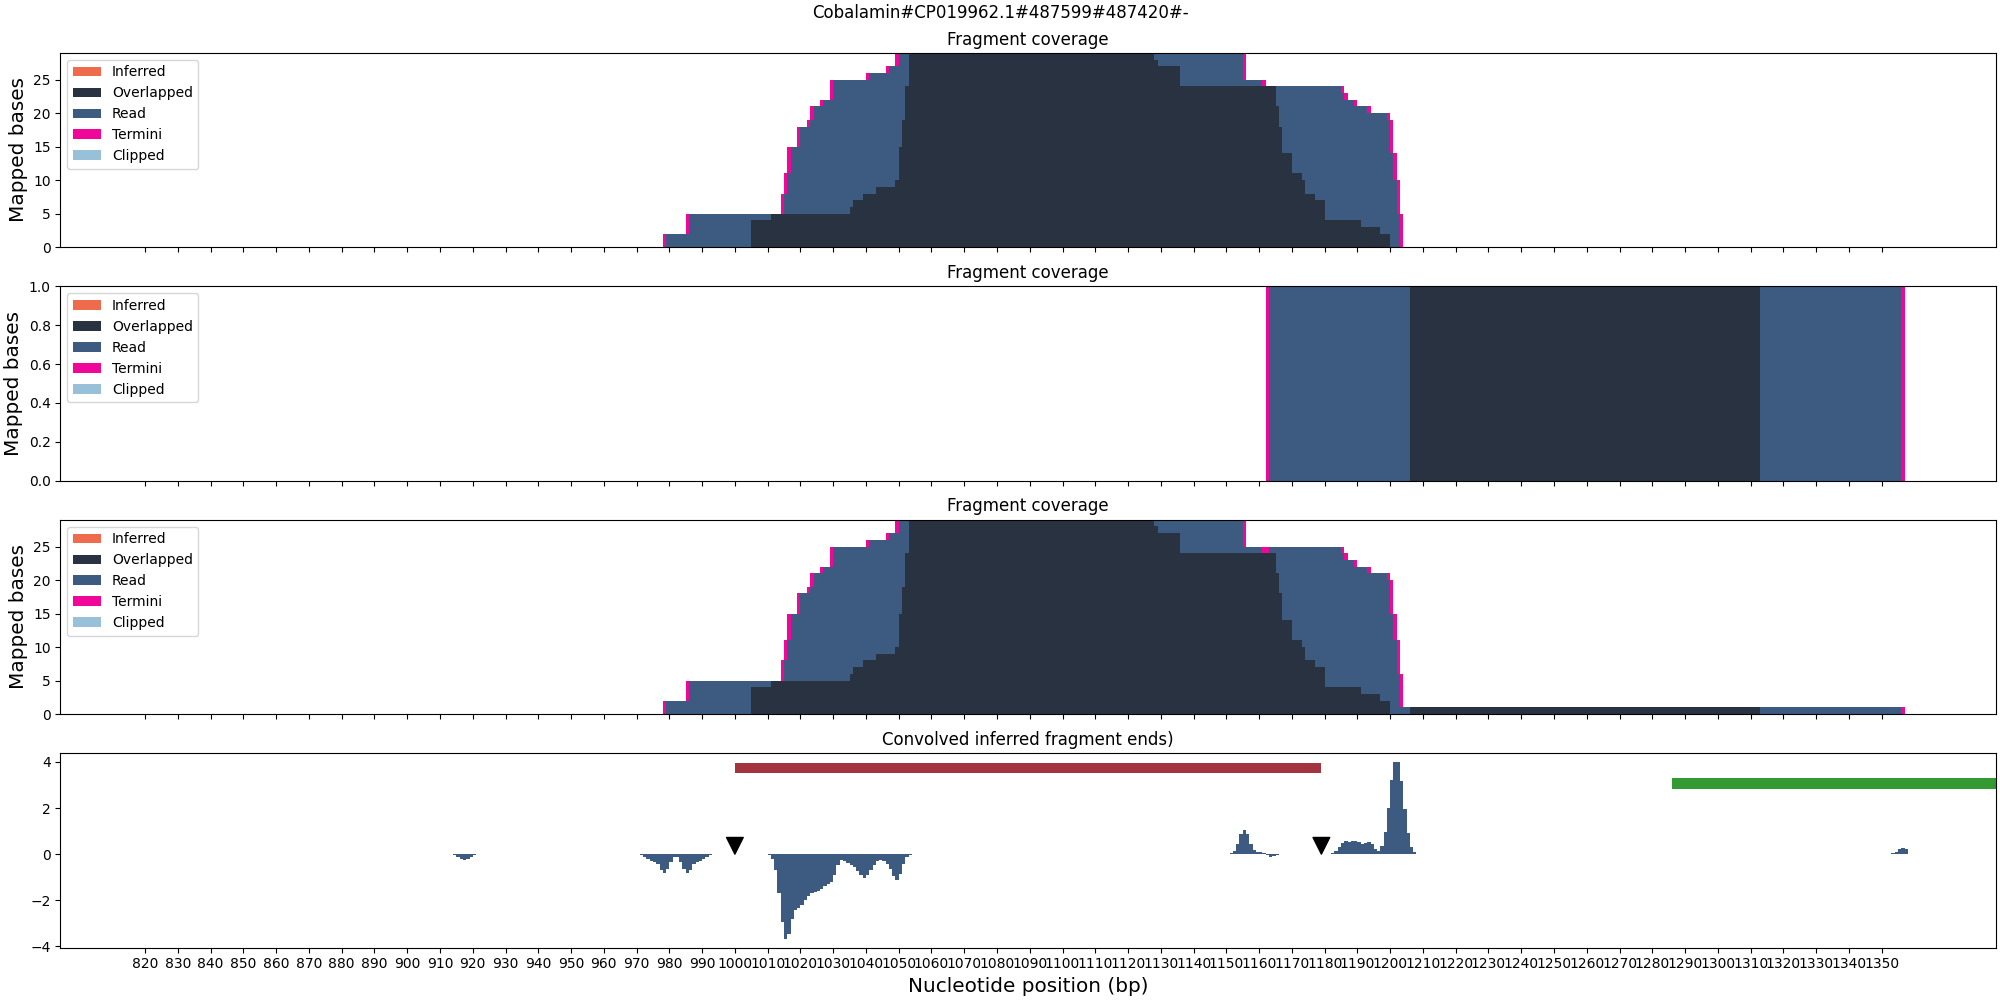 Cobalamin#CP019962.1#487599#487420#-
Fragment coverage
Mapped bases
25
20
15
10
5
0
Inferred
Overlapped
Read
Termini
Clipped
Fragment coverage
Mapped bases
1.0
0.8
0.6
0.4
0.2
0.0
Inferred
Overlapped
Read
Termini
Clipped
Fragment coverage
Mapped bases
25
20
15
10
5
0
Inferred
Overlapped
Read
Termini
Clipped
Convolved inferred fragment ends)
4
2
0
−2
−4
820 830 840 850 860 870 880 890 900 910 920 930 940 950 960 970 980 990 1000 1010 1020 1030 1040 1050 1060 1070 1080 1090 1100 1110 1120 1130 1140 1150 1160 1170 1180 1190 1200 1210 1220 1230 1240 1250 1260 1270 1280 1290 1300 1310 1320 1330 1340 1350
Nucleotide position (bp)